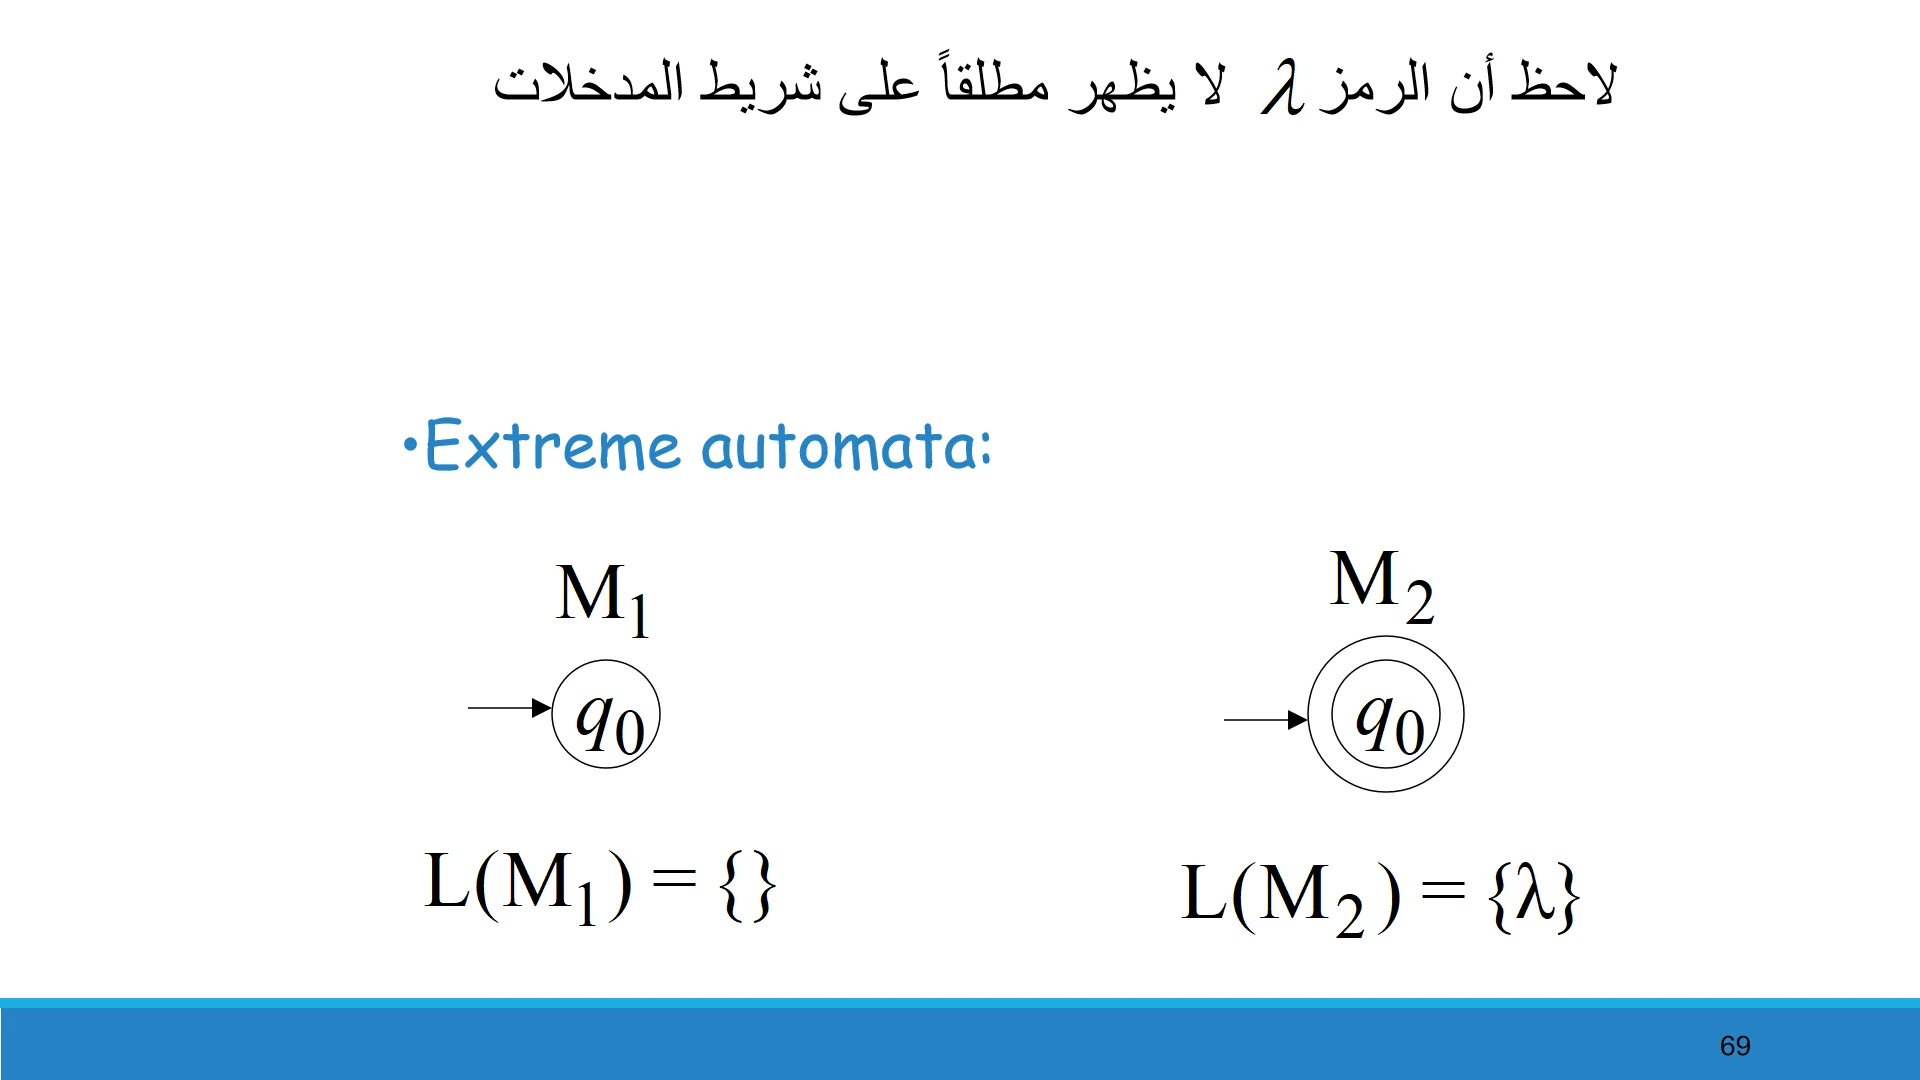 لاحظ أن الرمز λ لا يظهر مطلقاً على شريط المدخلات
•Extreme automata:
M₁ M₂
q₀ q₀
L(M₁) = {} L(M₂) = {λ}
69